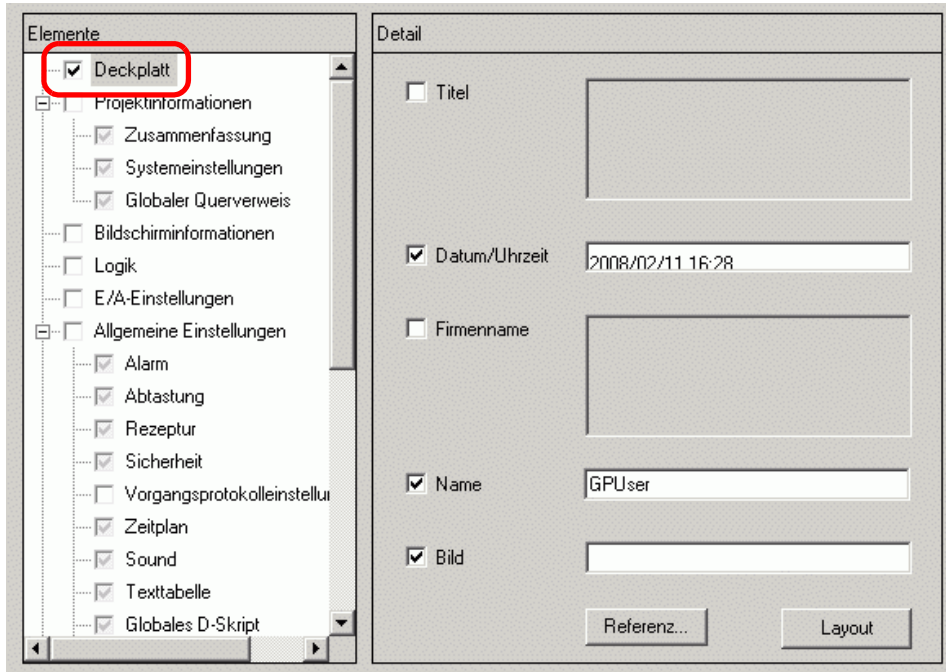 Elemente
Deckplatt
Projektinformationen
Zusammenfassung
Systemeinstellungen
Globaler Querverweis
Bildschirminformationen
Logik
E/A-Einstellungen
Allgemeine Einstellungen
Alarm
Abtastung
Rezeptur
Sicherheit
Vorgangsprotokolleinstellu
Zeitplan
Sound
Texttabelle
Globales D-Skript
Detail
Titel
Datum/Uhrzeit 2008/02/11 16:28
Firmenname
Name GPUser
Bild
Referenz... Layout